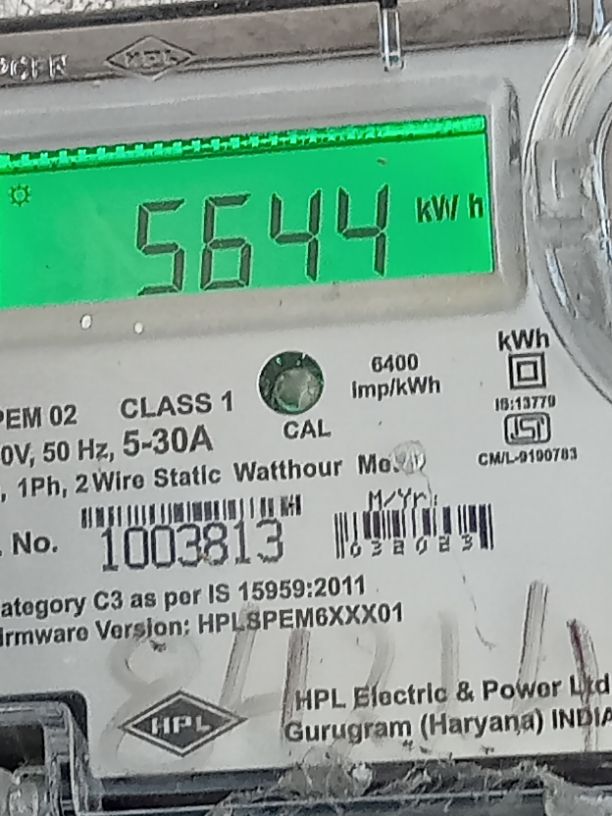 HPL
5644 kWh
kWh
6400
imp/kWh
PEM 02 CLASS 1
CAL
IS:13779
0V, 50 Hz, 5-30A
CM/L-9190783
, 1Ph, 2 Wire Static Watthour
M/Yr:
. No. 1003813
032023
ategory C3 as per IS 15959:2011
irmware Version: HPLSPEM6XXX01
HPL
HPL Electric & Power Ltd
Gurugram (Haryana) INDIA